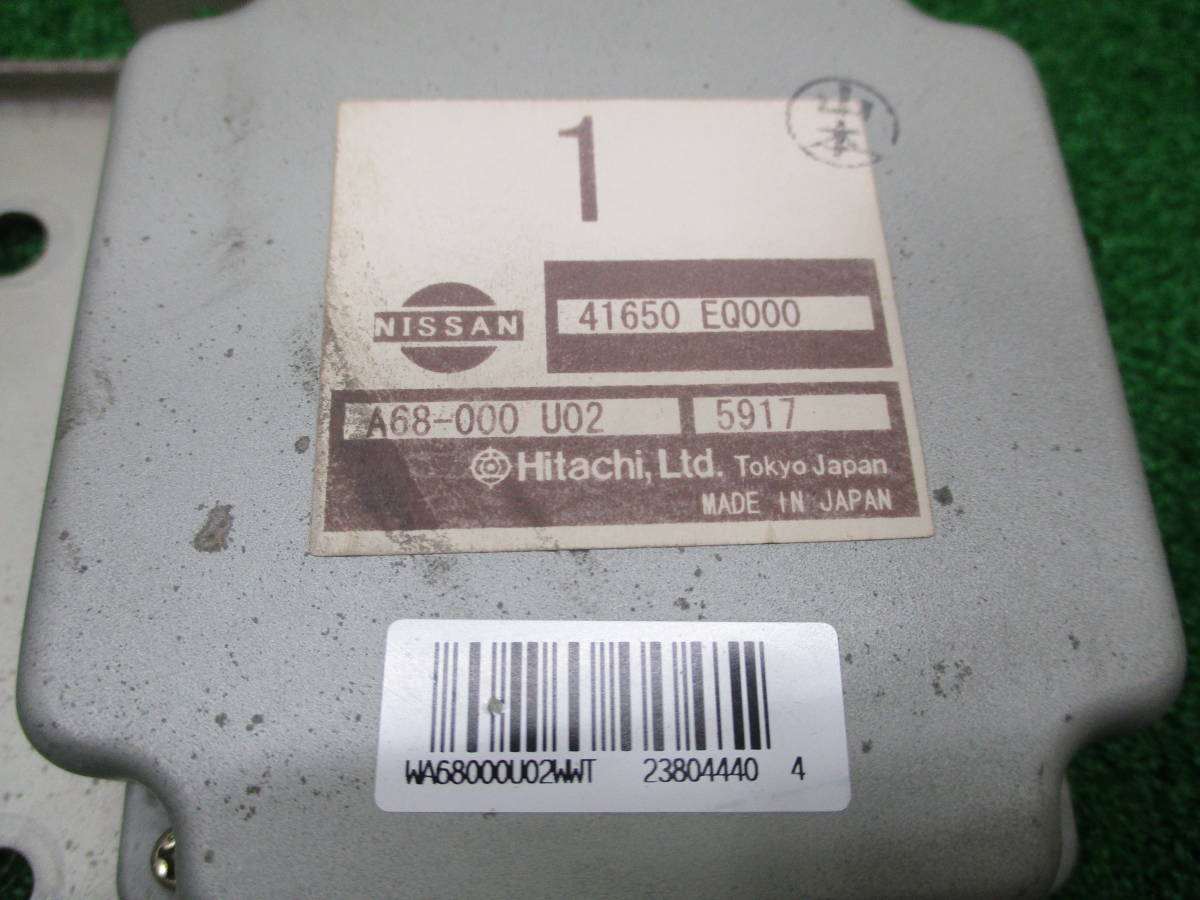 1
NISSAN
41650 EQ000
A68-000 U02
5917
Hitachi, Ltd. Tokyo Japan
MADE IN JAPAN
WA68000U02WWT 23804440 4